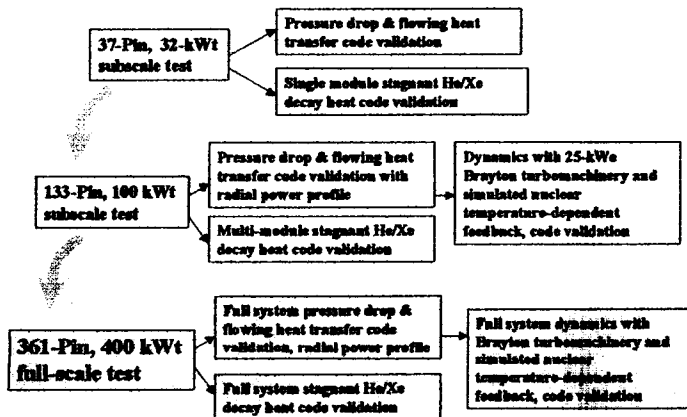 37-Pin, 32-kWt
subscale test
Pressure drop & flowing heat
transfer code validation
Single module stagnant He/Xe
decay heat code validation
133-Pin, 100 kWt
subscale test
Pressure drop & flowing heat
transfer code validation with
radial power profile
Multi-module stagnant He/Xe
decay heat code validation
Dynamics with 25-kWe
Brayton turbomachinery and
simulated nuclear
temperature-dependent
feedback, code validation
361-Pin, 400 kWt
full-scale test
Full system pressure drop &
flowing heat transfer code
validation, radial power profile
Full system stagnant He/Xe
decay heat code validation
Full system dynamics with
Brayton turbomachinery and
simulated nuclear
temperature-dependent
feedback, code validation